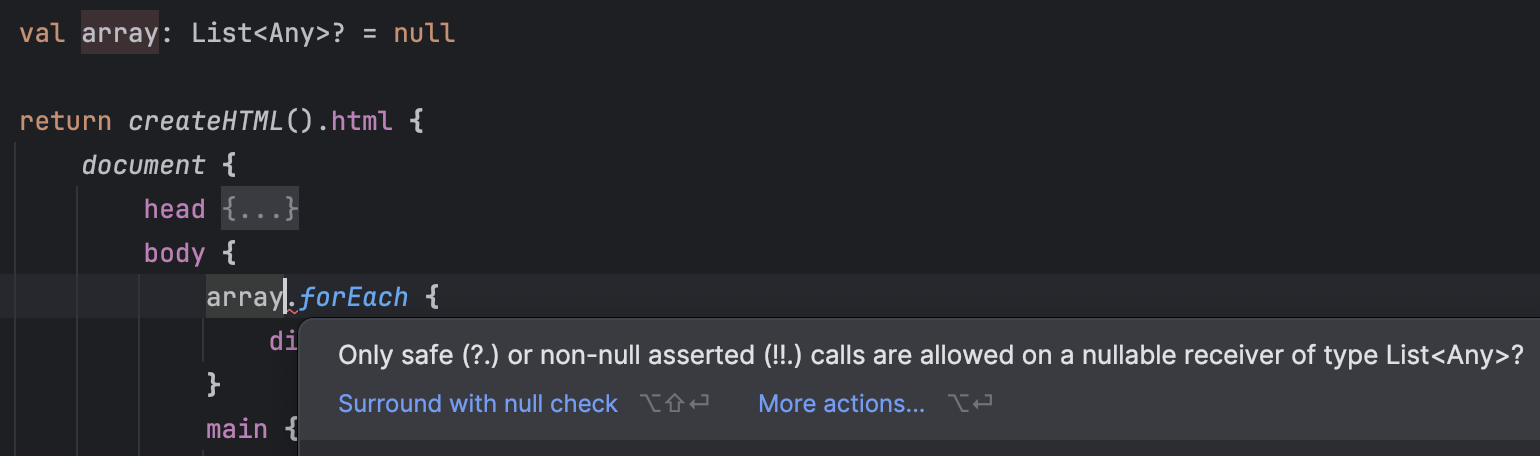 val array: List<Any>? = null
return createHTML().html {
document {
head {...}
body {
array.forEach {
di
Only safe (?.) or non-null asserted (!!.) calls are allowed on a nullable receiver of type List<Any>?
}
Surround with null check ⌥⇧⏎ More actions... ⌥⏎
main {